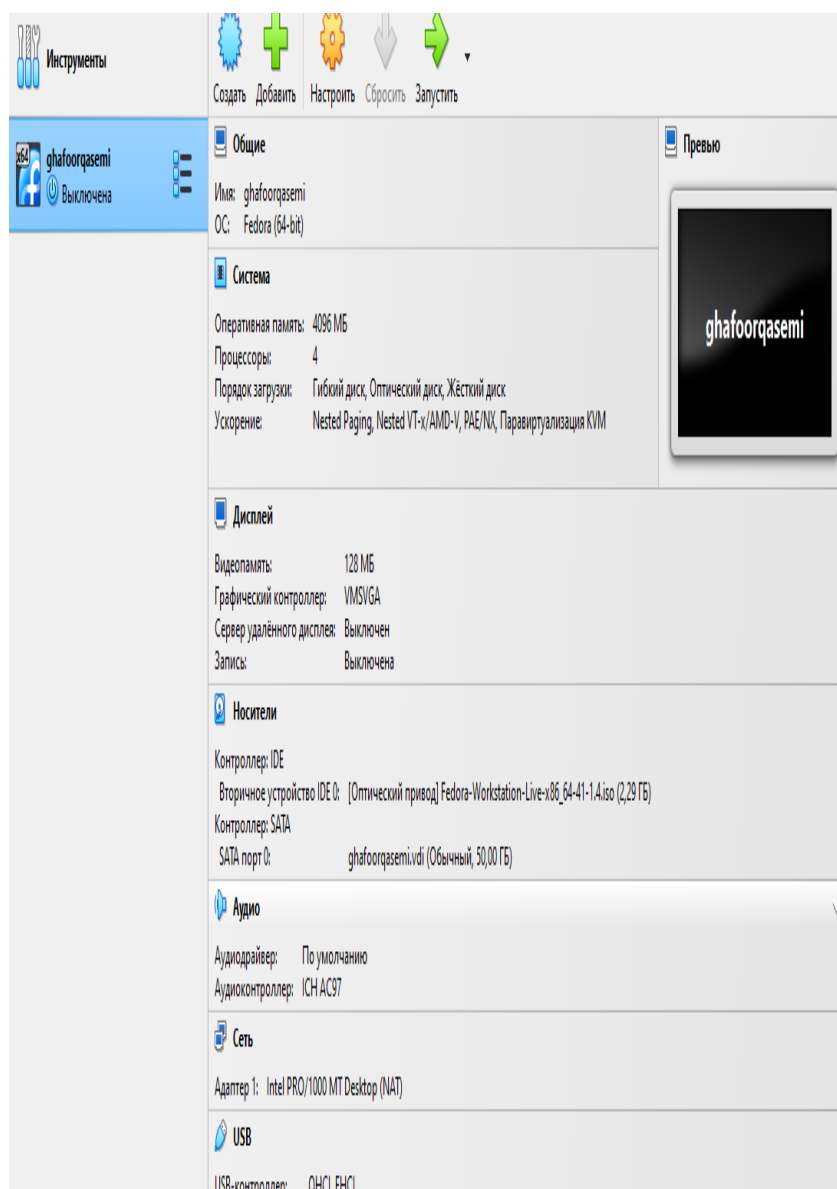 Инструменты
Создать Добавить Настроить Сбросить Запустить
x64
ghafoorqasemi
Выключена
Общие
Имя: ghafoorqasemi
ОС: Fedora (64-bit)
Превью
ghafoorqasemi
Система
Оперативная память: 4096 МБ
Процессоры: 4
Порядок загрузки: Гибкий диск, Оптический диск, Жёсткий диск
Ускорение: Nested Paging, Nested VT-x/AMD-V, PAE/NX, Паравиртуализация KVM
Дисплей
Видеопамять: 128 МБ
Графический контроллер: VMSVGA
Сервер удалённого дисплея: Выключен
Запись: Выключена
Носители
Контроллер: IDE
Вторичное устройство IDE 0: [Оптический привод] Fedora-Workstation-Live-x86_64-41-1.4.iso (2,29 ГБ)
Контроллер: SATA
SATA порт 0: ghafoorqasemi.vdi (Обычный, 50,00 ГБ)
Аудио
Аудиодрайвер: По умолчанию
Аудиоконтроллер: ICH AC97
Сеть
Адаптер 1: Intel PRO/1000 MT Desktop (NAT)
USB
USB-контроллер: OHCI, EHCI